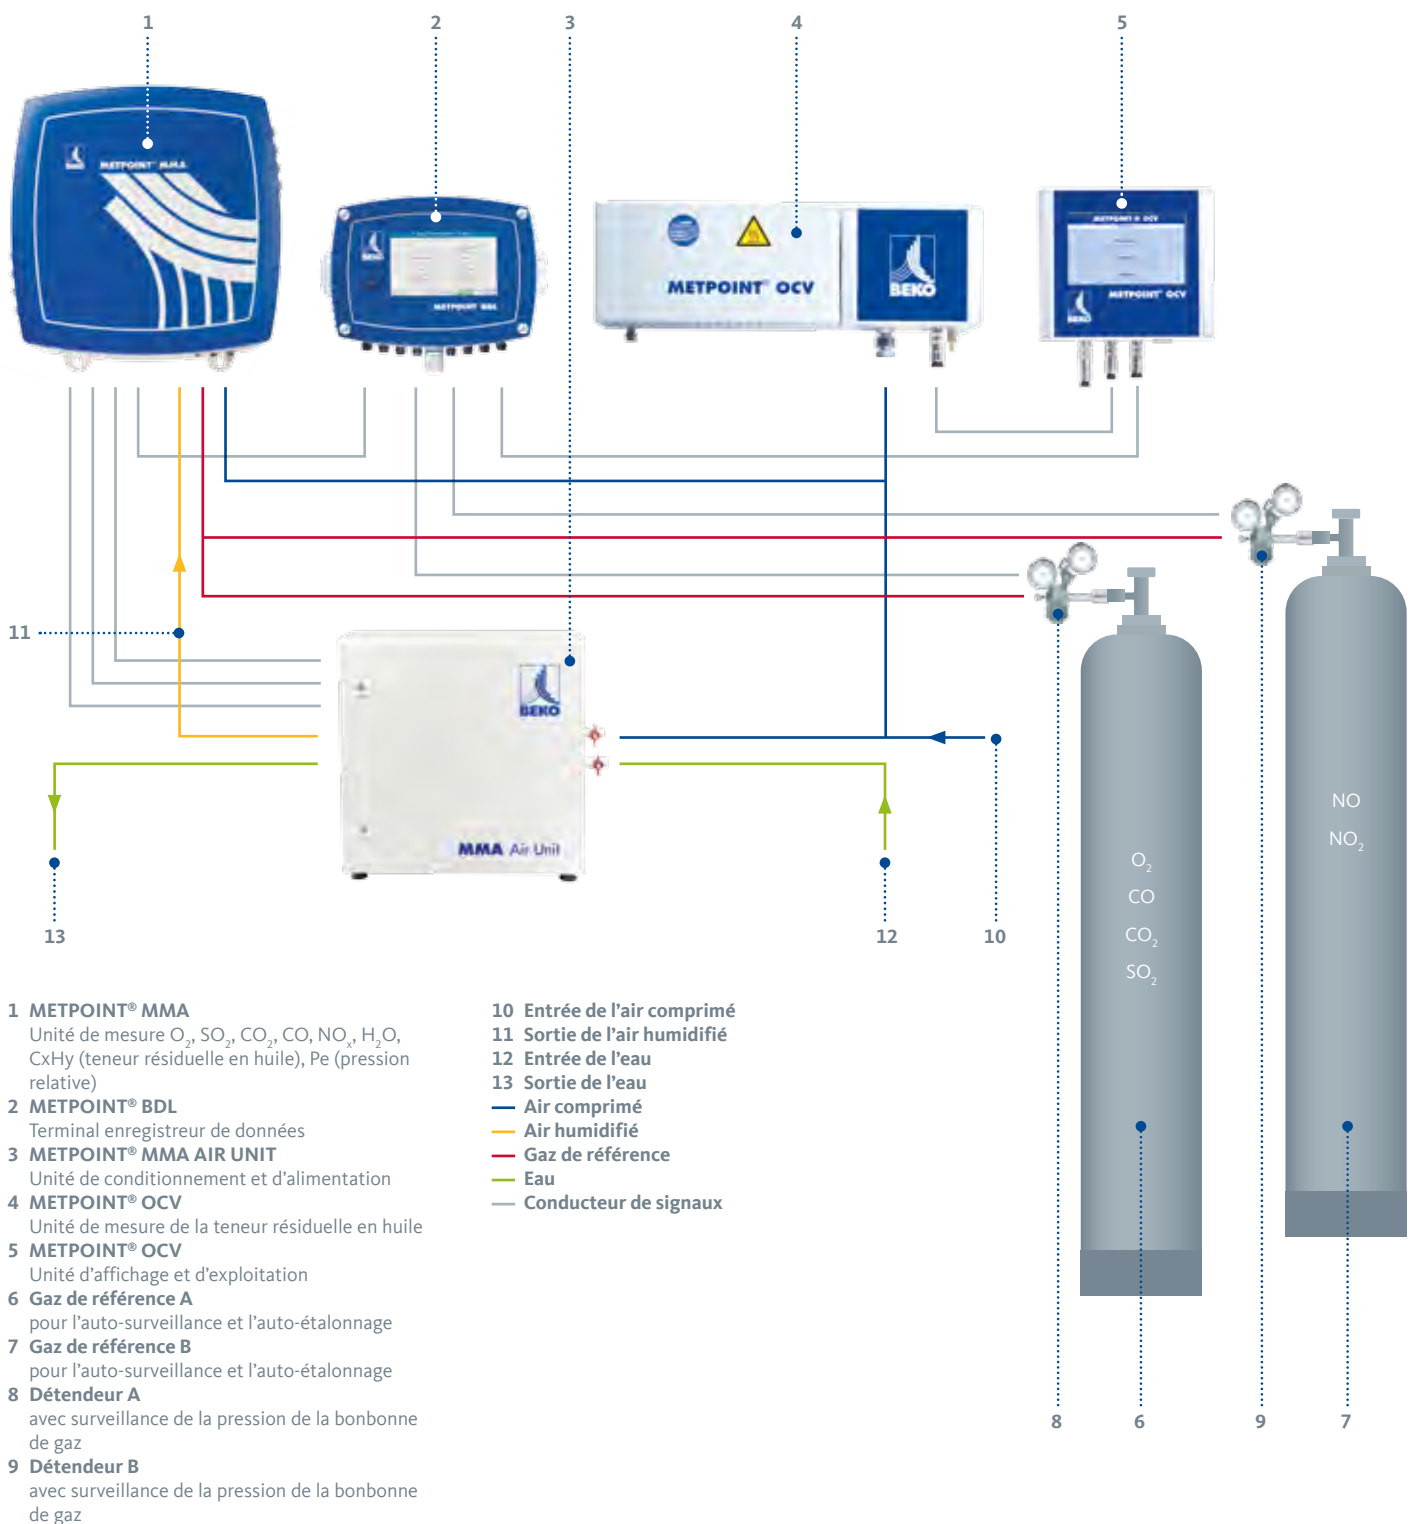 1
2
3
4
5
BEKO
METPOINT® MMA
BEKO
METPOINT® BDL
METPOINT® OCV
BEKO
METPOINT® OCV
METPOINT® OCV
BEKO
11
BEKO
MMA Air Unit
NO
NO₂
O₂
CO
CO₂
SO₂
13
12
10
8
6
9
7
1 METPOINT® MMA
Unité de mesure O₂, SO₂, CO₂, CO, NOₓ, H₂O,
CxHy (teneur résiduelle en huile), Pe (pression
relative)
2 METPOINT® BDL
Terminal enregistreur de données
3 METPOINT® MMA AIR UNIT
Unité de conditionnement et d’alimentation
4 METPOINT® OCV
Unité de mesure de la teneur résiduelle en huile
5 METPOINT® OCV
Unité d’affichage et d’exploitation
6 Gaz de référence A
pour l’auto-surveillance et l’auto-étalonnage
7 Gaz de référence B
pour l’auto-surveillance et l’auto-étalonnage
8 Détendeur A
avec surveillance de la pression de la bonbonne
de gaz
9 Détendeur B
avec surveillance de la pression de la bonbonne
de gaz
10 Entrée de l’air comprimé
11 Sortie de l’air humidifié
12 Entrée de l’eau
13 Sortie de l’eau
Air comprimé
Air humidifié
Gaz de référence
Eau
Conducteur de signaux